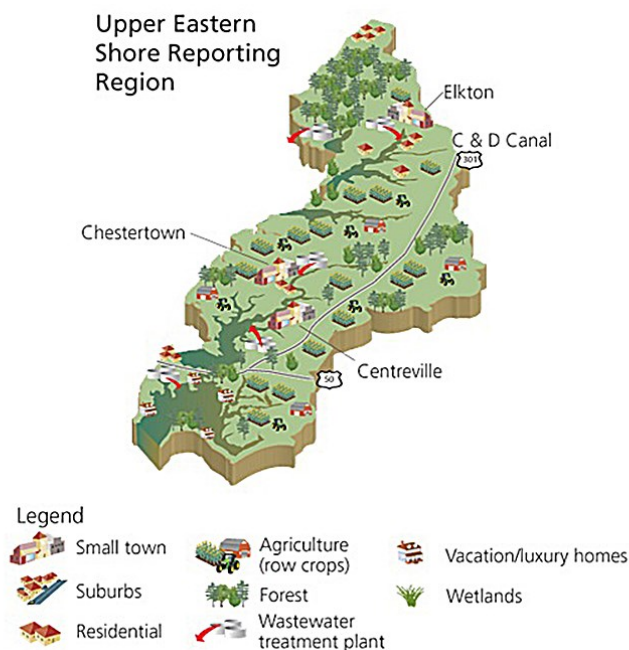 Upper Eastern
Shore Reporting
Region
Elkton
C & D Canal
301
Chestertown
Centreville
50
Legend
Small town
Suburbs
Residential
Agriculture
(row crops)
Forest
Wastewater
treatment plant
Vacation/luxury homes
Wetlands